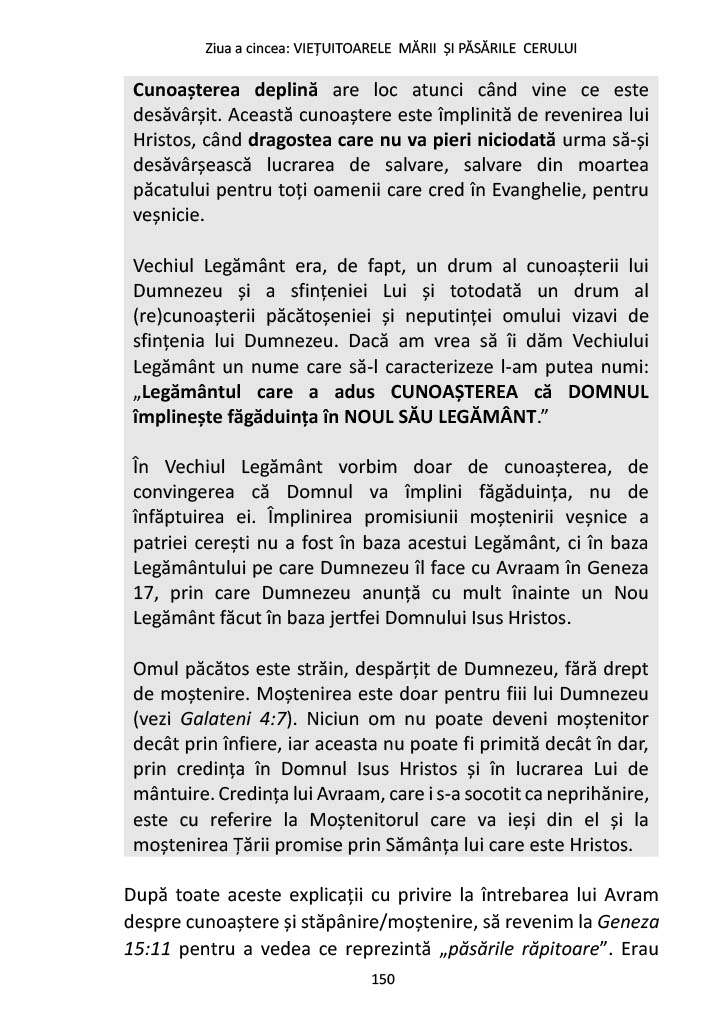 Ziua a cincea: VIEȚUITOARELE MĂRII ȘI PĂSĂRILE CERULUI
Cunoașterea deplină are loc atunci când vine ce este
desăvârșit. Această cunoaștere este împlinită de revenirea lui
Hristos, când dragostea care nu va pieri niciodată urma să-și
desăvârșească lucrarea de salvare, salvare din moartea
păcatului pentru toți oamenii care cred în Evanghelie, pentru
veșnicie.
Vechiul Legământ era, de fapt, un drum al cunoașterii lui
Dumnezeu și a sfințeniei Lui și totodată un drum al
(re)cunoașterii păcătoșeniei și neputinței omului vizavi de
sfințenia lui Dumnezeu. Dacă am vrea să îi dăm Vechiului
Legământ un nume care să-l caracterizeze l-am putea numi:
„Legământul care a adus CUNOAȘTEREA că DOMNUL
împlinește făgăduința în NOUL SĂU LEGĂMÂNT.”
În Vechiul Legământ vorbim doar de cunoașterea, de
convingerea că Domnul va împlini făgăduința, nu de
înfăptuirea ei. Împlinirea promisiunii moștenirii veșnice a
patriei cerești nu a fost în baza acestui Legământ, ci în baza
Legământului pe care Dumnezeu îl face cu Avraam în Geneza
17, prin care Dumnezeu anunță cu mult înainte un Nou
Legământ făcut în baza jertfei Domnului Isus Hristos.
Omul păcătos este străin, despărțit de Dumnezeu, fără drept
de moștenire. Moștenirea este doar pentru fiii lui Dumnezeu
(vezi Galateni 4:7). Niciun om nu poate deveni moștenitor
decât prin înfiere, iar aceasta nu poate fi primită decât în dar,
prin credința în Domnul Isus Hristos și în lucrarea Lui de
mântuire. Credința lui Avraam, care i s-a socotit ca neprihănire,
este cu referire la Moștenitorul care va ieși din el și la
moștenirea Țării promise prin Sămânța lui care este Hristos.
După toate aceste explicații cu privire la întrebarea lui Avram
despre cunoaștere și stăpânire/moștenire, să revenim la Geneza
15:11 pentru a vedea ce reprezintă „păsările răpitoare”. Erau
150